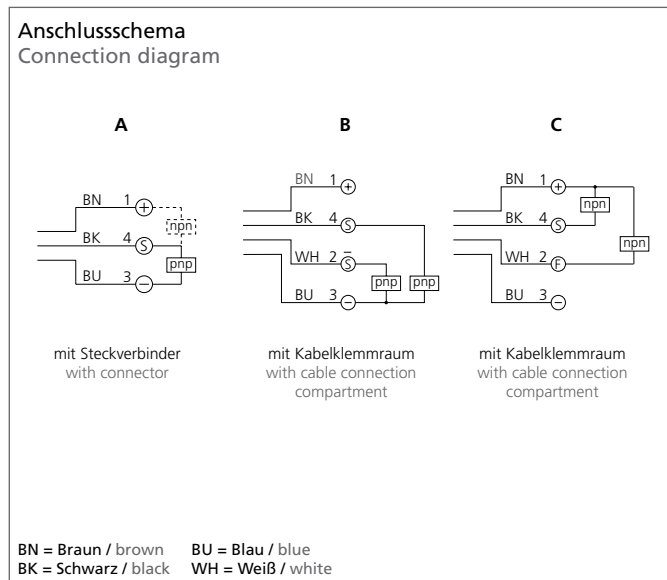 Anschlussschema
Connection diagram
A
BN 1 +
npn
BK 4 S
pnp
BU 3 −
mit Steckverbinder
with connector
B
BN 1 +
BK 4 S
WH 2 S̅
pnp pnp
BU 3 −
mit Kabelklemmraum
with cable connection
compartment
C
BN 1 +
npn
BK 4 S
npn
WH 2 F
BU 3 −
mit Kabelklemmraum
with cable connection
compartment
BN = Braun / brown BU = Blau / blue
BK = Schwarz / black WH = Weiß / white